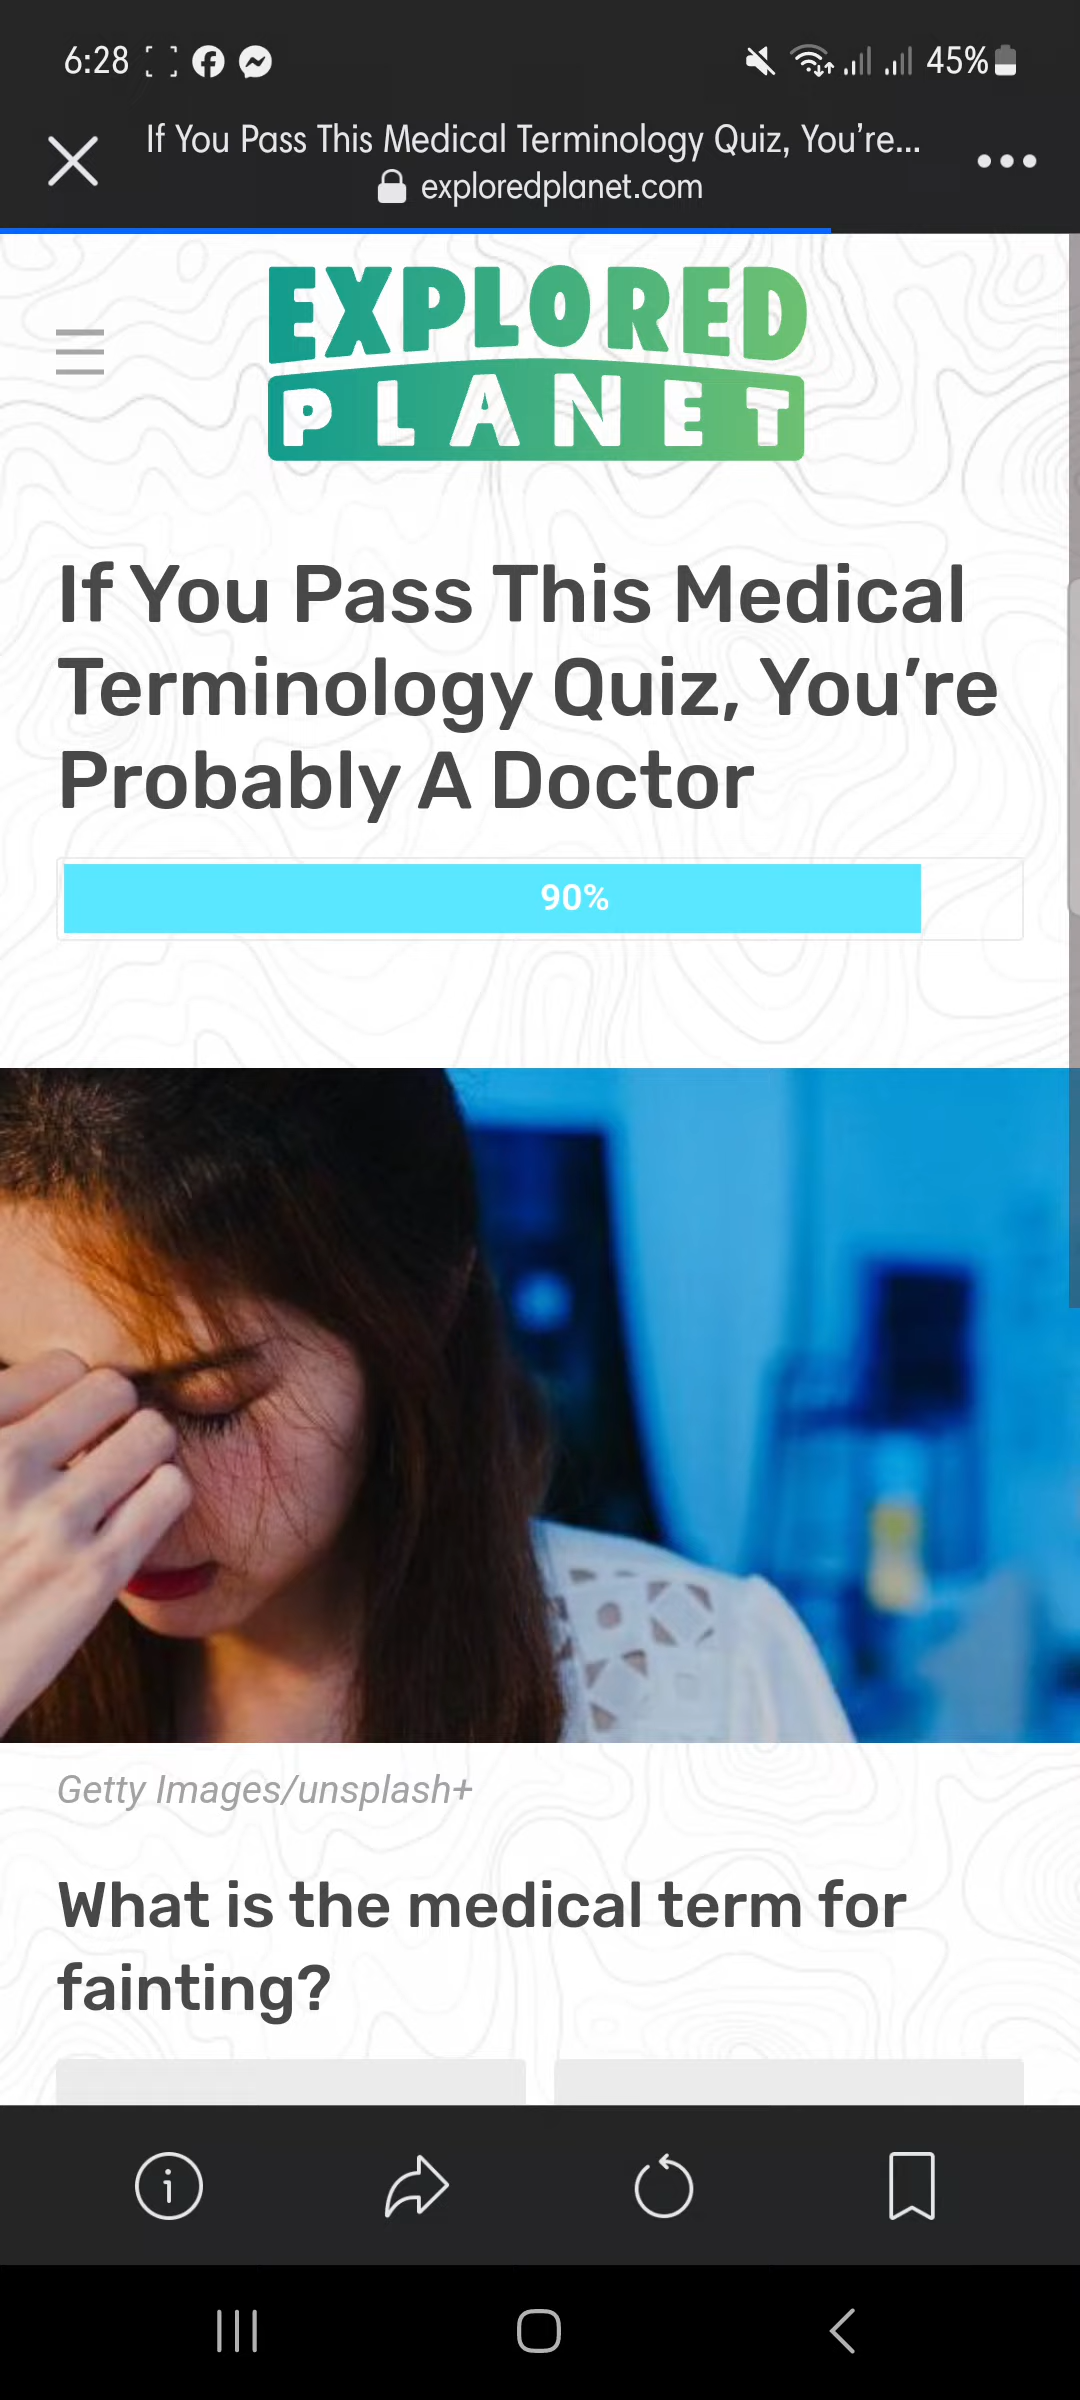 6:28
45%
If You Pass This Medical Terminology Quiz, You’re...
exploredplanet.com
EXPLORED
PLANET
If You Pass This Medical
Terminology Quiz, You’re
Probably A Doctor
90%
Getty Images/unsplash+
What is the medical term for
fainting?